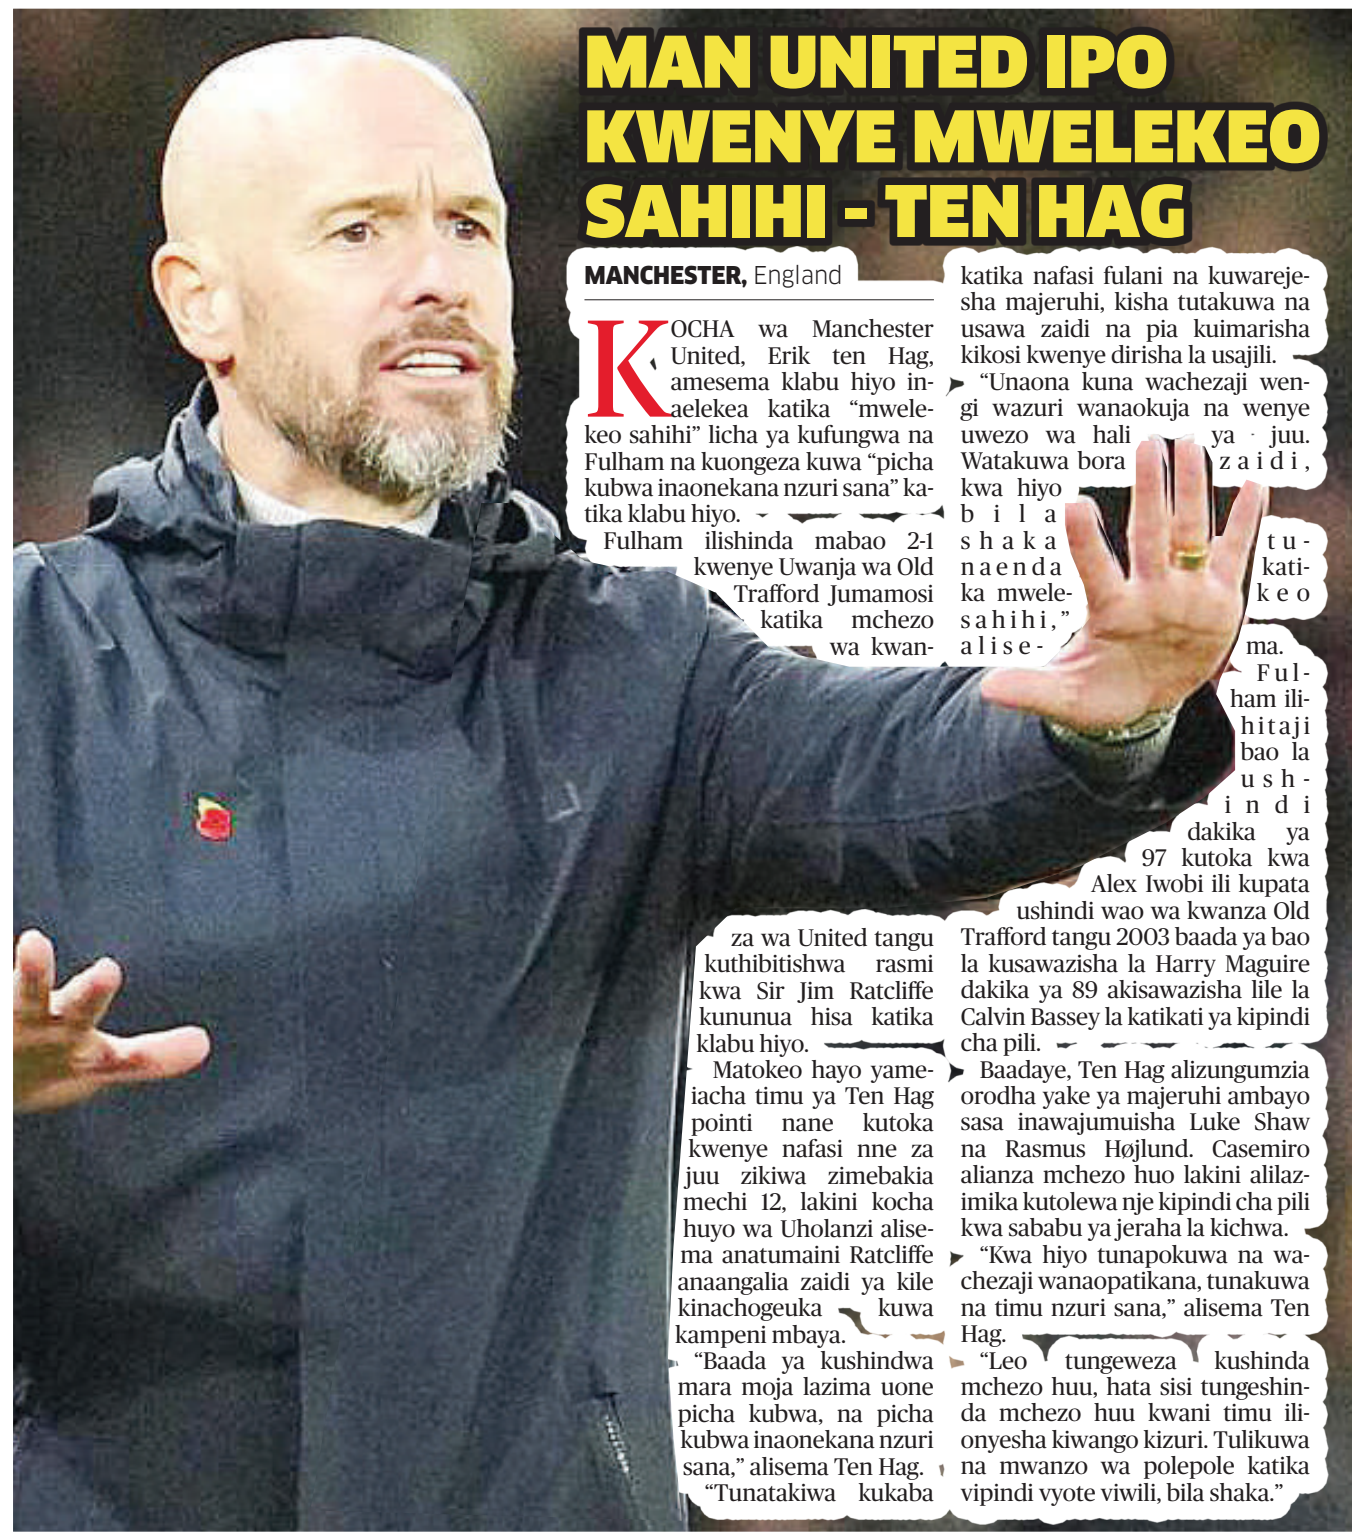 MAN UNITED IPO
KWENYE MWELEKEO
SAHIHI - TEN HAG
MANCHESTER, England
KOCHA wa Manchester
United, Erik ten Hag,
amesema klabu hiyo in-
aelekea katika “mwele-
keo sahihi” licha ya kufungwa na
Fulham na kuongeza kuwa “picha
kubwa inaonekana nzuri sana” ka-
tika klabu hiyo.
Fulham ilishinda mabao 2-1
kwenye Uwanja wa Old
Trafford Jumamosi
katika mchezo
wa kwan-
za wa United tangu
kuthibitishwa rasmi
kwa Sir Jim Ratcliffe
kununua hisa katika
klabu hiyo.
Matokeo hayo yame-
iacha timu ya Ten Hag
pointi nane kutoka
kwenye nafasi nne za
juu zikiwa zimebakia
mechi 12, lakini kocha
huyo wa Uholanzi alise-
ma anatumaini Ratcliffe
anaangalia zaidi ya kile
kinachogeuka kuwa
kampeni mbaya.
“Baada ya kushindwa
mara moja lazima uone
picha kubwa, na picha
kubwa inaonekana nzuri
sana,” alisema Ten Hag.
“Tunatakiwa kukaba
katika nafasi fulani na kuwareje-
sha majeruhi, kisha tutakuwa na
usawa zaidi na pia kuimarisha
kikosi kwenye dirisha la usajili.
“Unaona kuna wachezaji wen-
gi wazuri wanaokuja na wenye
uwezo wa hali ya juu.
Watakuwa bora zaidi,
kwa hiyo
bila
shaka tu-
naenda kati-
ka mwele- keo
sahihi,”
alise- ma.
Ful-
ham ili-
hitaji
bao la
ush-
indi
dakika ya
97 kutoka kwa
Alex Iwobi ili kupata
ushindi wao wa kwanza Old
Trafford tangu 2003 baada ya bao
la kusawazisha la Harry Maguire
dakika ya 89 akisawazisha lile la
Calvin Bassey la katikati ya kipindi
cha pili.
Baadaye, Ten Hag alizungumzia
orodha yake ya majeruhi ambayo
sasa inawajumuisha Luke Shaw
na Rasmus Højlund. Casemiro
alianza mchezo huo lakini alilaz-
imika kutolewa nje kipindi cha pili
kwa sababu ya jeraha la kichwa.
“Kwa hiyo tunapokuwa na wa-
chezaji wanaopatikana, tunakuwa
na timu nzuri sana,” alisema Ten
Hag.
“Leo tungeweza kushinda
mchezo huu, hata sisi tungeshin-
da mchezo huu kwani timu ili-
onyesha kiwango kizuri. Tulikuwa
na mwanzo wa polepole katika
vipindi vyote viwili, bila shaka.”